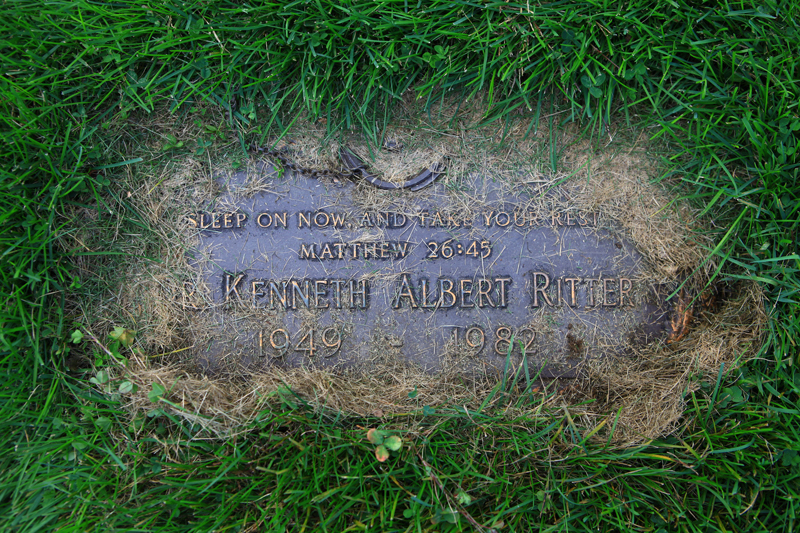 SLEEP ON NOW, AND TAKE YOUR REST
MATTHEW 26:45
KENNETH ALBERT RITTER
1949 - 1982